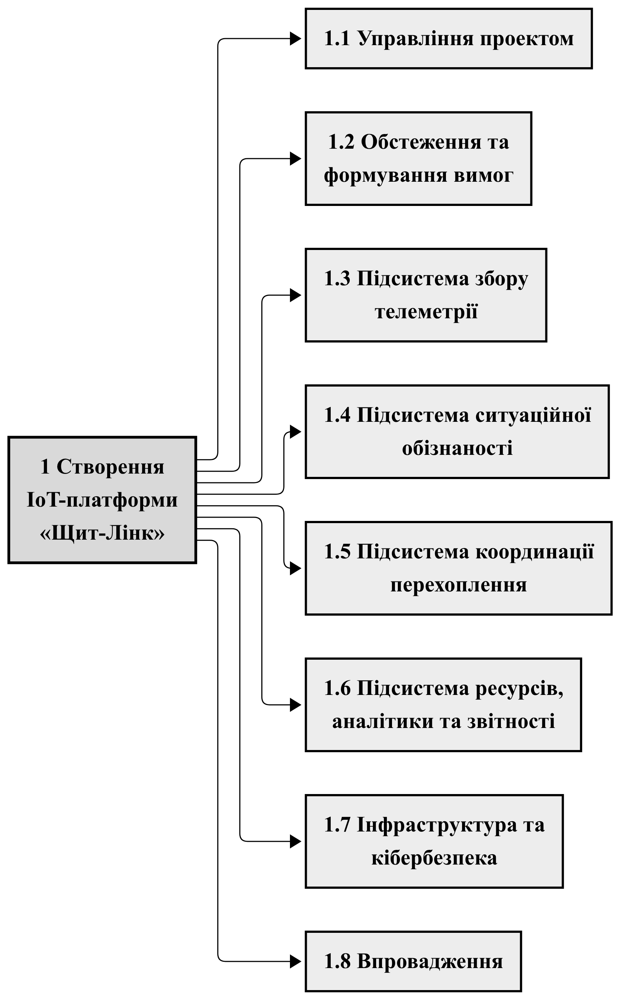 1.1 Управління проектом
1.2 Обстеження та
формування вимог
1.3 Підсистема збору
телеметрії
1.4 Підсистема ситуаційної
обізнаності
1 Створення
IoT-платформи
«Щит-Лінк»
1.5 Підсистема координації
перехоплення
1.6 Підсистема ресурсів,
аналітики та звітності
1.7 Інфраструктура та
кібербезпека
1.8 Впровадження